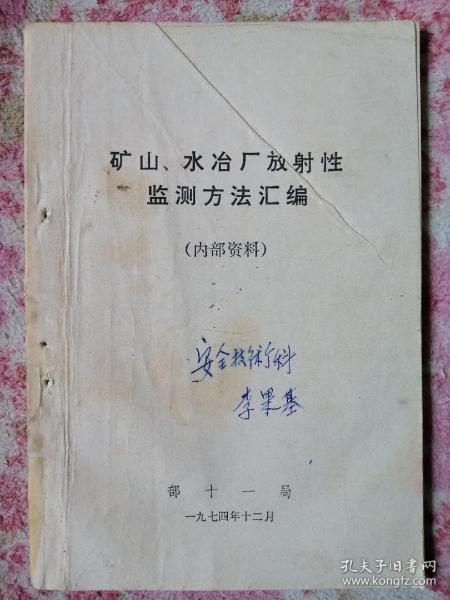 矿山、水冶厂放射性
监测方法汇编
(内部资料)
安全技術科
李果基
部十一局
一九七四年十二月
孔夫子旧书网
www.kongfz.com